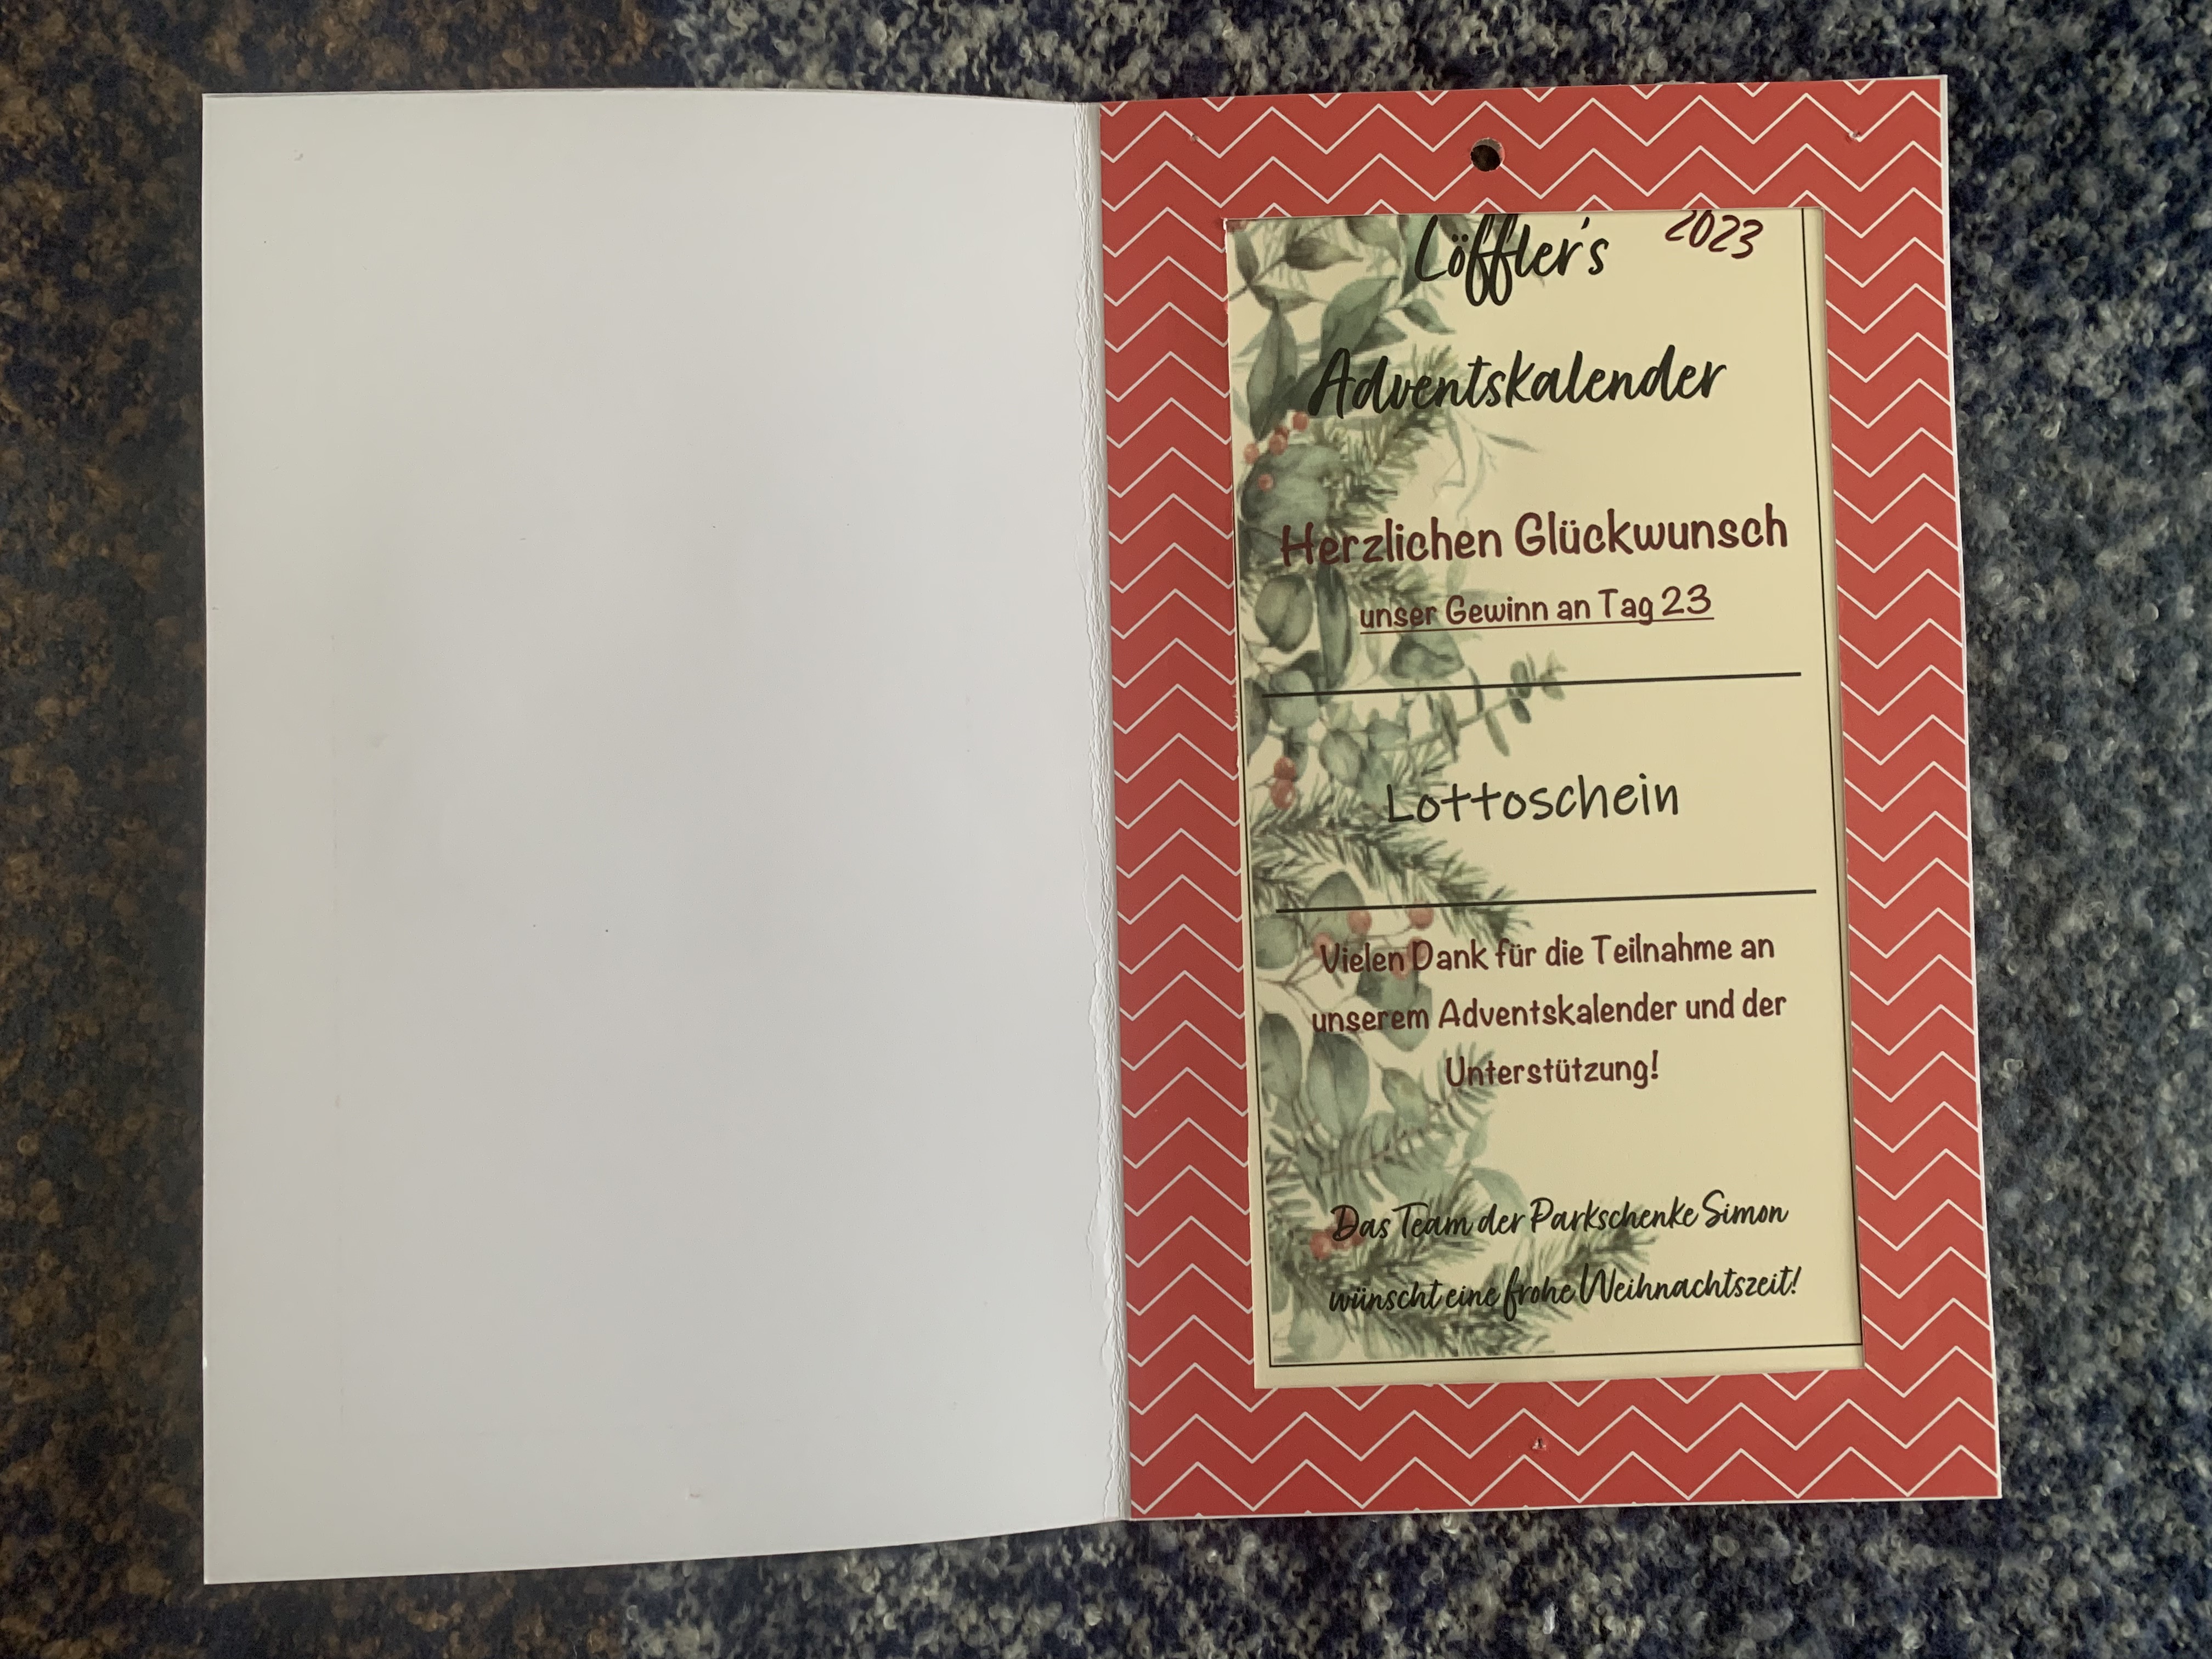 Löffler's 2023
Adventskalender
Herzlichen Glückwunsch
unser Gewinn an Tag 23
Lottoschein
Vielen Dank für die Teilnahme an
unserem Adventskalender und der
Unterstützung!
Das Team der Parkschenke Simon
wünscht eine frohe Weihnachtszeit!